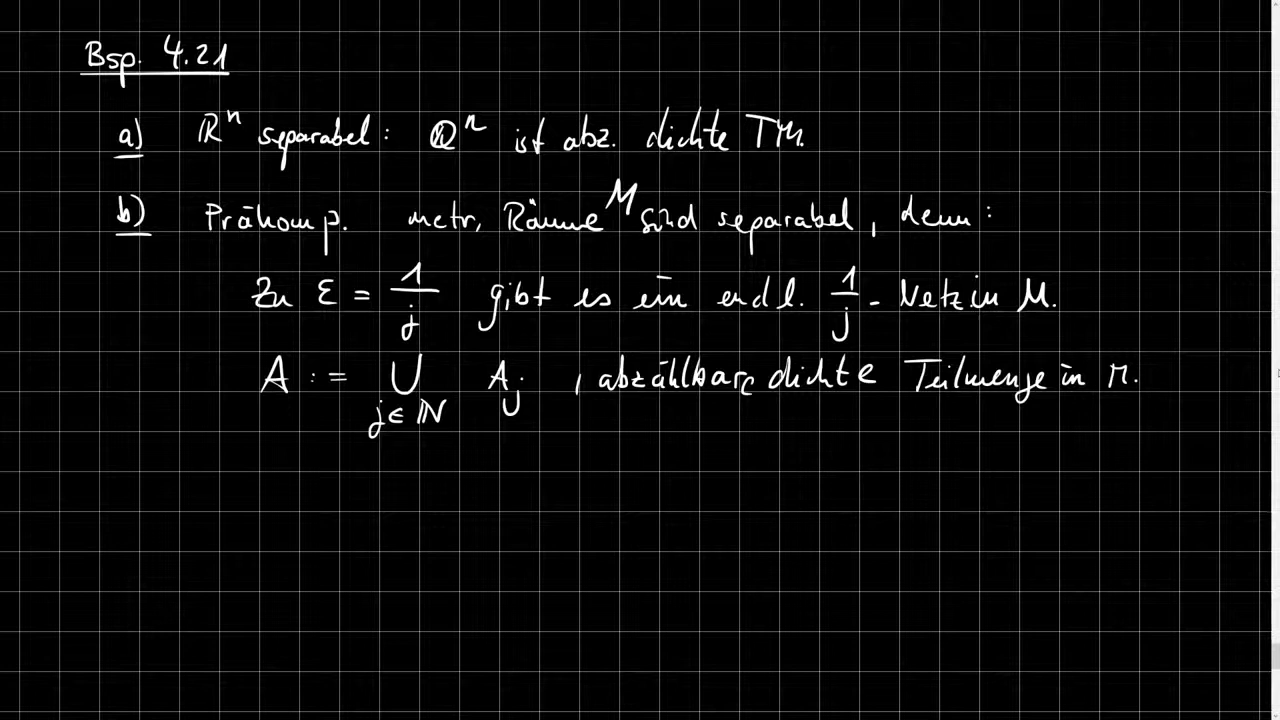 Bsp. 4.21
a) ℝⁿ separabel: ℚⁿ ist abz. dichte TM.
b) Präkomp. metr. Räume M sind separabel, denn:
Zu ε = 1/j gibt es ein endl. 1/j - Netz in M.
A := ⋃_{j∈ℕ} A_j , abzählbare dichte Teilmenge in M.